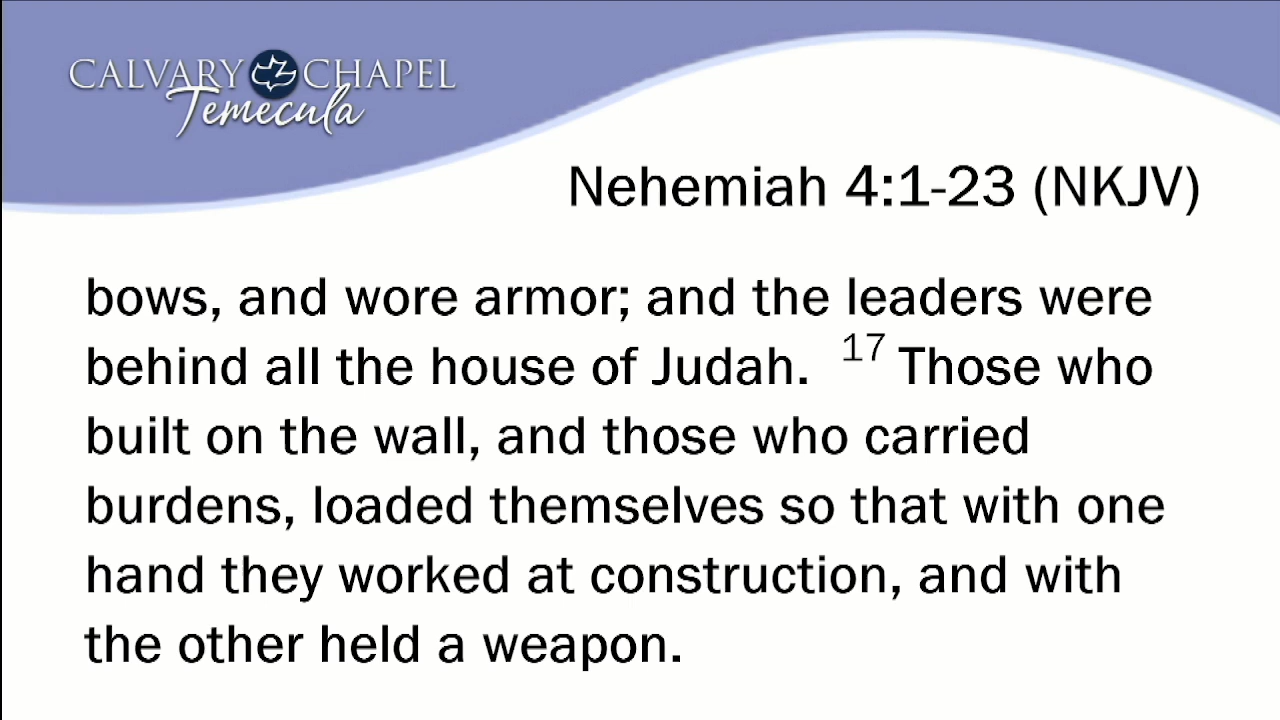 CALVARY CHAPEL
Temecula
Nehemiah 4:1-23 (NKJV)
bows, and wore armor; and the leaders were
behind all the house of Judah. 17 Those who
built on the wall, and those who carried
burdens, loaded themselves so that with one
hand they worked at construction, and with
the other held a weapon.